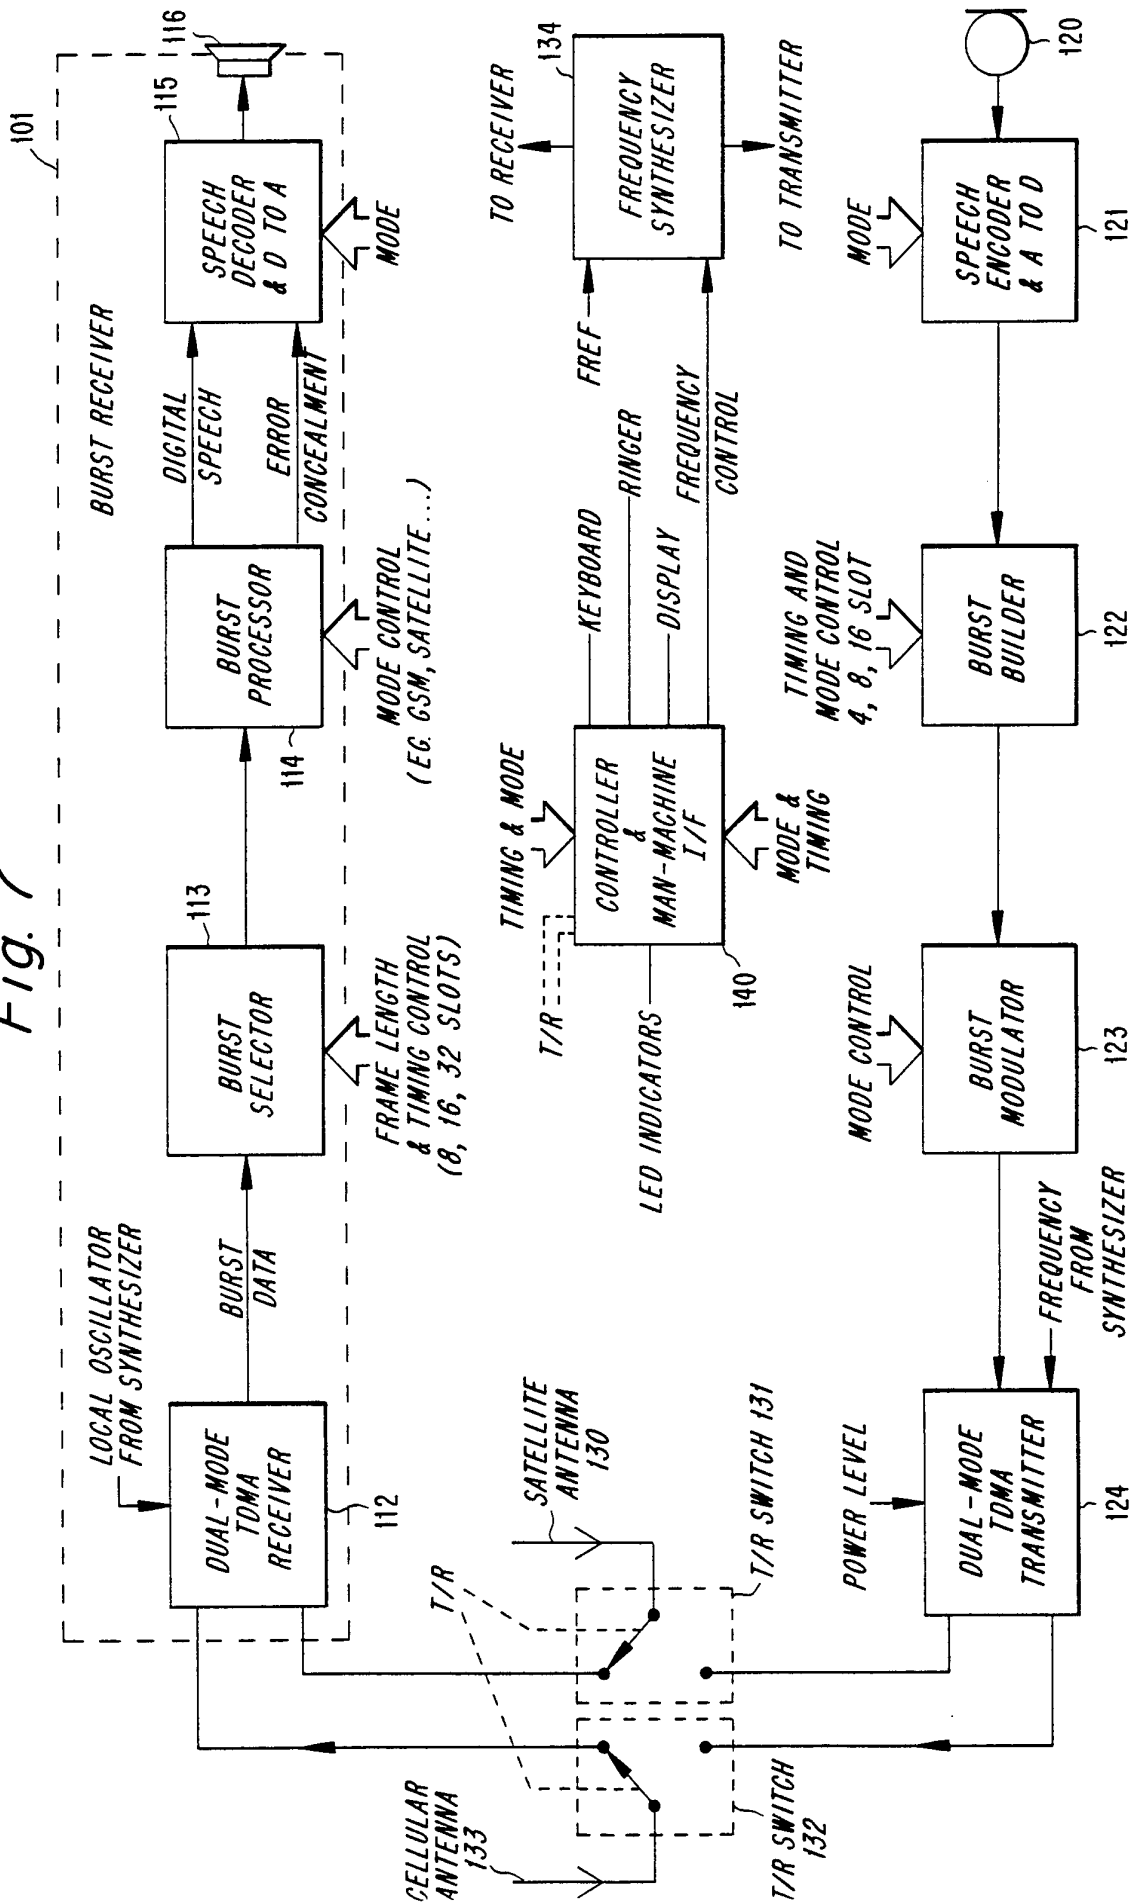 Fig. 7
101
BURST RECEIVER
LOCAL OSCILLATOR
FROM SYNTHESIZER
DUAL-MODE
TDMA
RECEIVER
112
BURST
DATA
BURST
SELECTOR
113
FRAME LENGTH
& TIMING CONTROL
(8, 16, 32 SLOTS)
BURST
PROCESSOR
114
MODE CONTROL
(EG. GSM, SATELLITE...)
DIGITAL
SPEECH
ERROR
CONCEALMENT
SPEECH
DECODER
& D TO A
115
MODE
116
CELLULAR
ANTENNA
133
T/R
SATELLITE
ANTENNA
130
T/R SWITCH 131
T/R SWITCH
132
T/R
TIMING & MODE
CONTROLLER
&
MAN-MACHINE
I/F
140
LED INDICATORS
MODE &
TIMING
KEYBOARD
RINGER
DISPLAY
FREQUENCY
CONTROL
FREF
TO RECEIVER
134
FREQUENCY
SYNTHESIZER
TO TRANSMITTER
POWER LEVEL
DUAL-MODE
TDMA
TRANSMITTER
124
FREQUENCY
FROM
SYNTHESIZER
MODE CONTROL
BURST
MODULATOR
123
TIMING AND
MODE CONTROL
4, 8, 16 SLOT
BURST
BUILDER
122
MODE
SPEECH
ENCODER
& A TO D
121
120